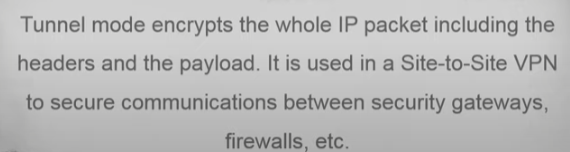 Tunnel mode encrypts the whole IP packet including the
headers and the payload. It is used in a Site-to-Site VPN
to secure communications between security gateways,
firewalls, etc.